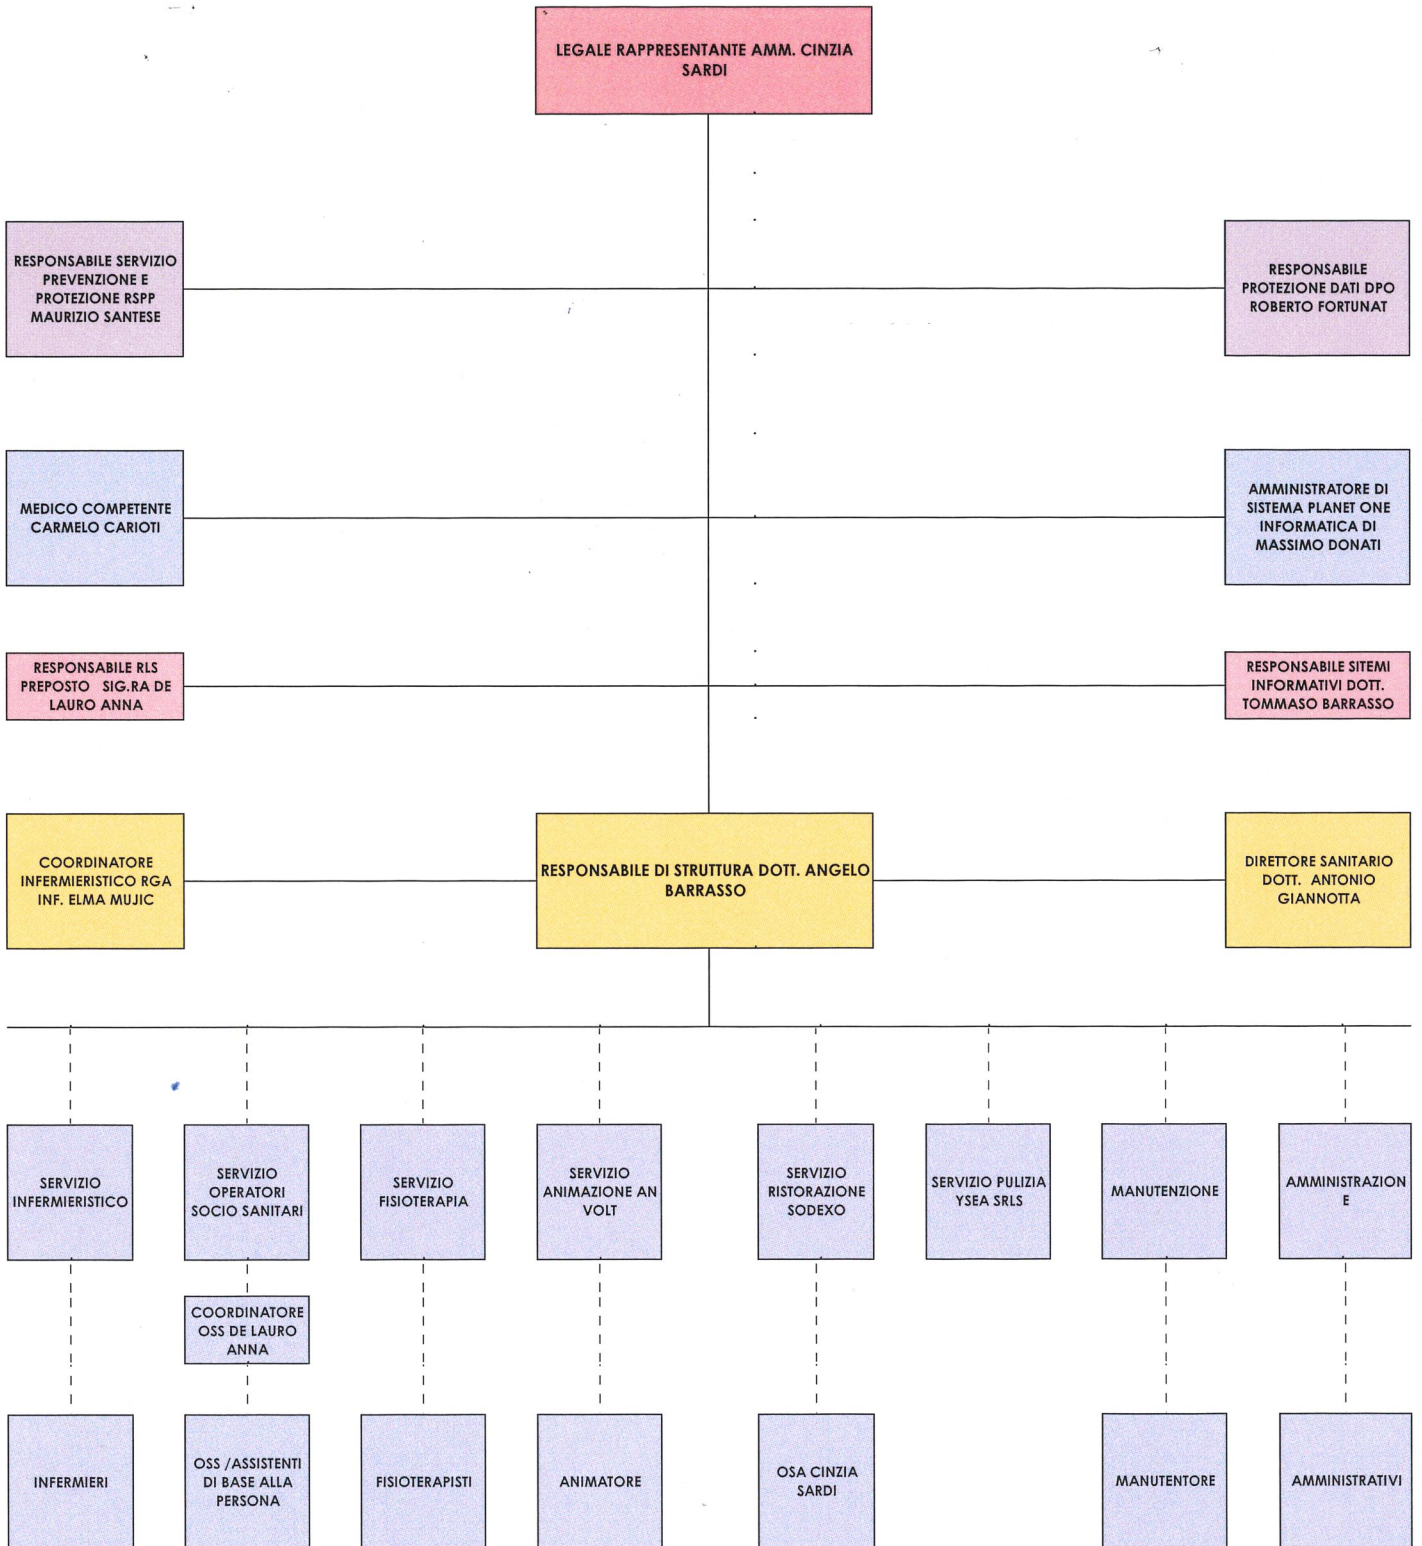 LEGALE RAPPRESENTANTE AMM. CINZIA
SARDI
RESPONSABILE SERVIZIO
PREVENZIONE E
PROTEZIONE RSPP
MAURIZIO SANTESE
RESPONSABILE
PROTEZIONE DATI DPO
ROBERTO FORTUNAT
MEDICO COMPETENTE
CARMELO CARIOTI
AMMINISTRATORE DI
SISTEMA PLANET ONE
INFORMATICA DI
MASSIMO DONATI
RESPONSABILE RLS
PREPOSTO SIG.RA DE
LAURO ANNA
RESPONSABILE SITEMI
INFORMATIVI DOTT.
TOMMASO BARRASSO
COORDINATORE
INFERMIERISTICO RGA
INF. ELMA MUJIC
RESPONSABILE DI STRUTTURA DOTT. ANGELO
BARRASSO
DIRETTORE SANITARIO
DOTT. ANTONIO
GIANNOTTA
SERVIZIO
INFERMIERISTICO
SERVIZIO
OPERATORI
SOCIO SANITARI
SERVIZIO
FISIOTERAPIA
SERVIZIO
ANIMAZIONE AN
VOLT
SERVIZIO
RISTORAZIONE
SODEXO
SERVIZIO PULIZIA
YSEA SRLS
MANUTENZIONE
AMMINISTRAZION
E
COORDINATORE
OSS DE LAURO
ANNA
INFERMIERI
OSS /ASSISTENTI
DI BASE ALLA
PERSONA
FISIOTERAPISTI
ANIMATORE
OSA CINZIA
SARDI
MANUTENTORE
AMMINISTRATIVI